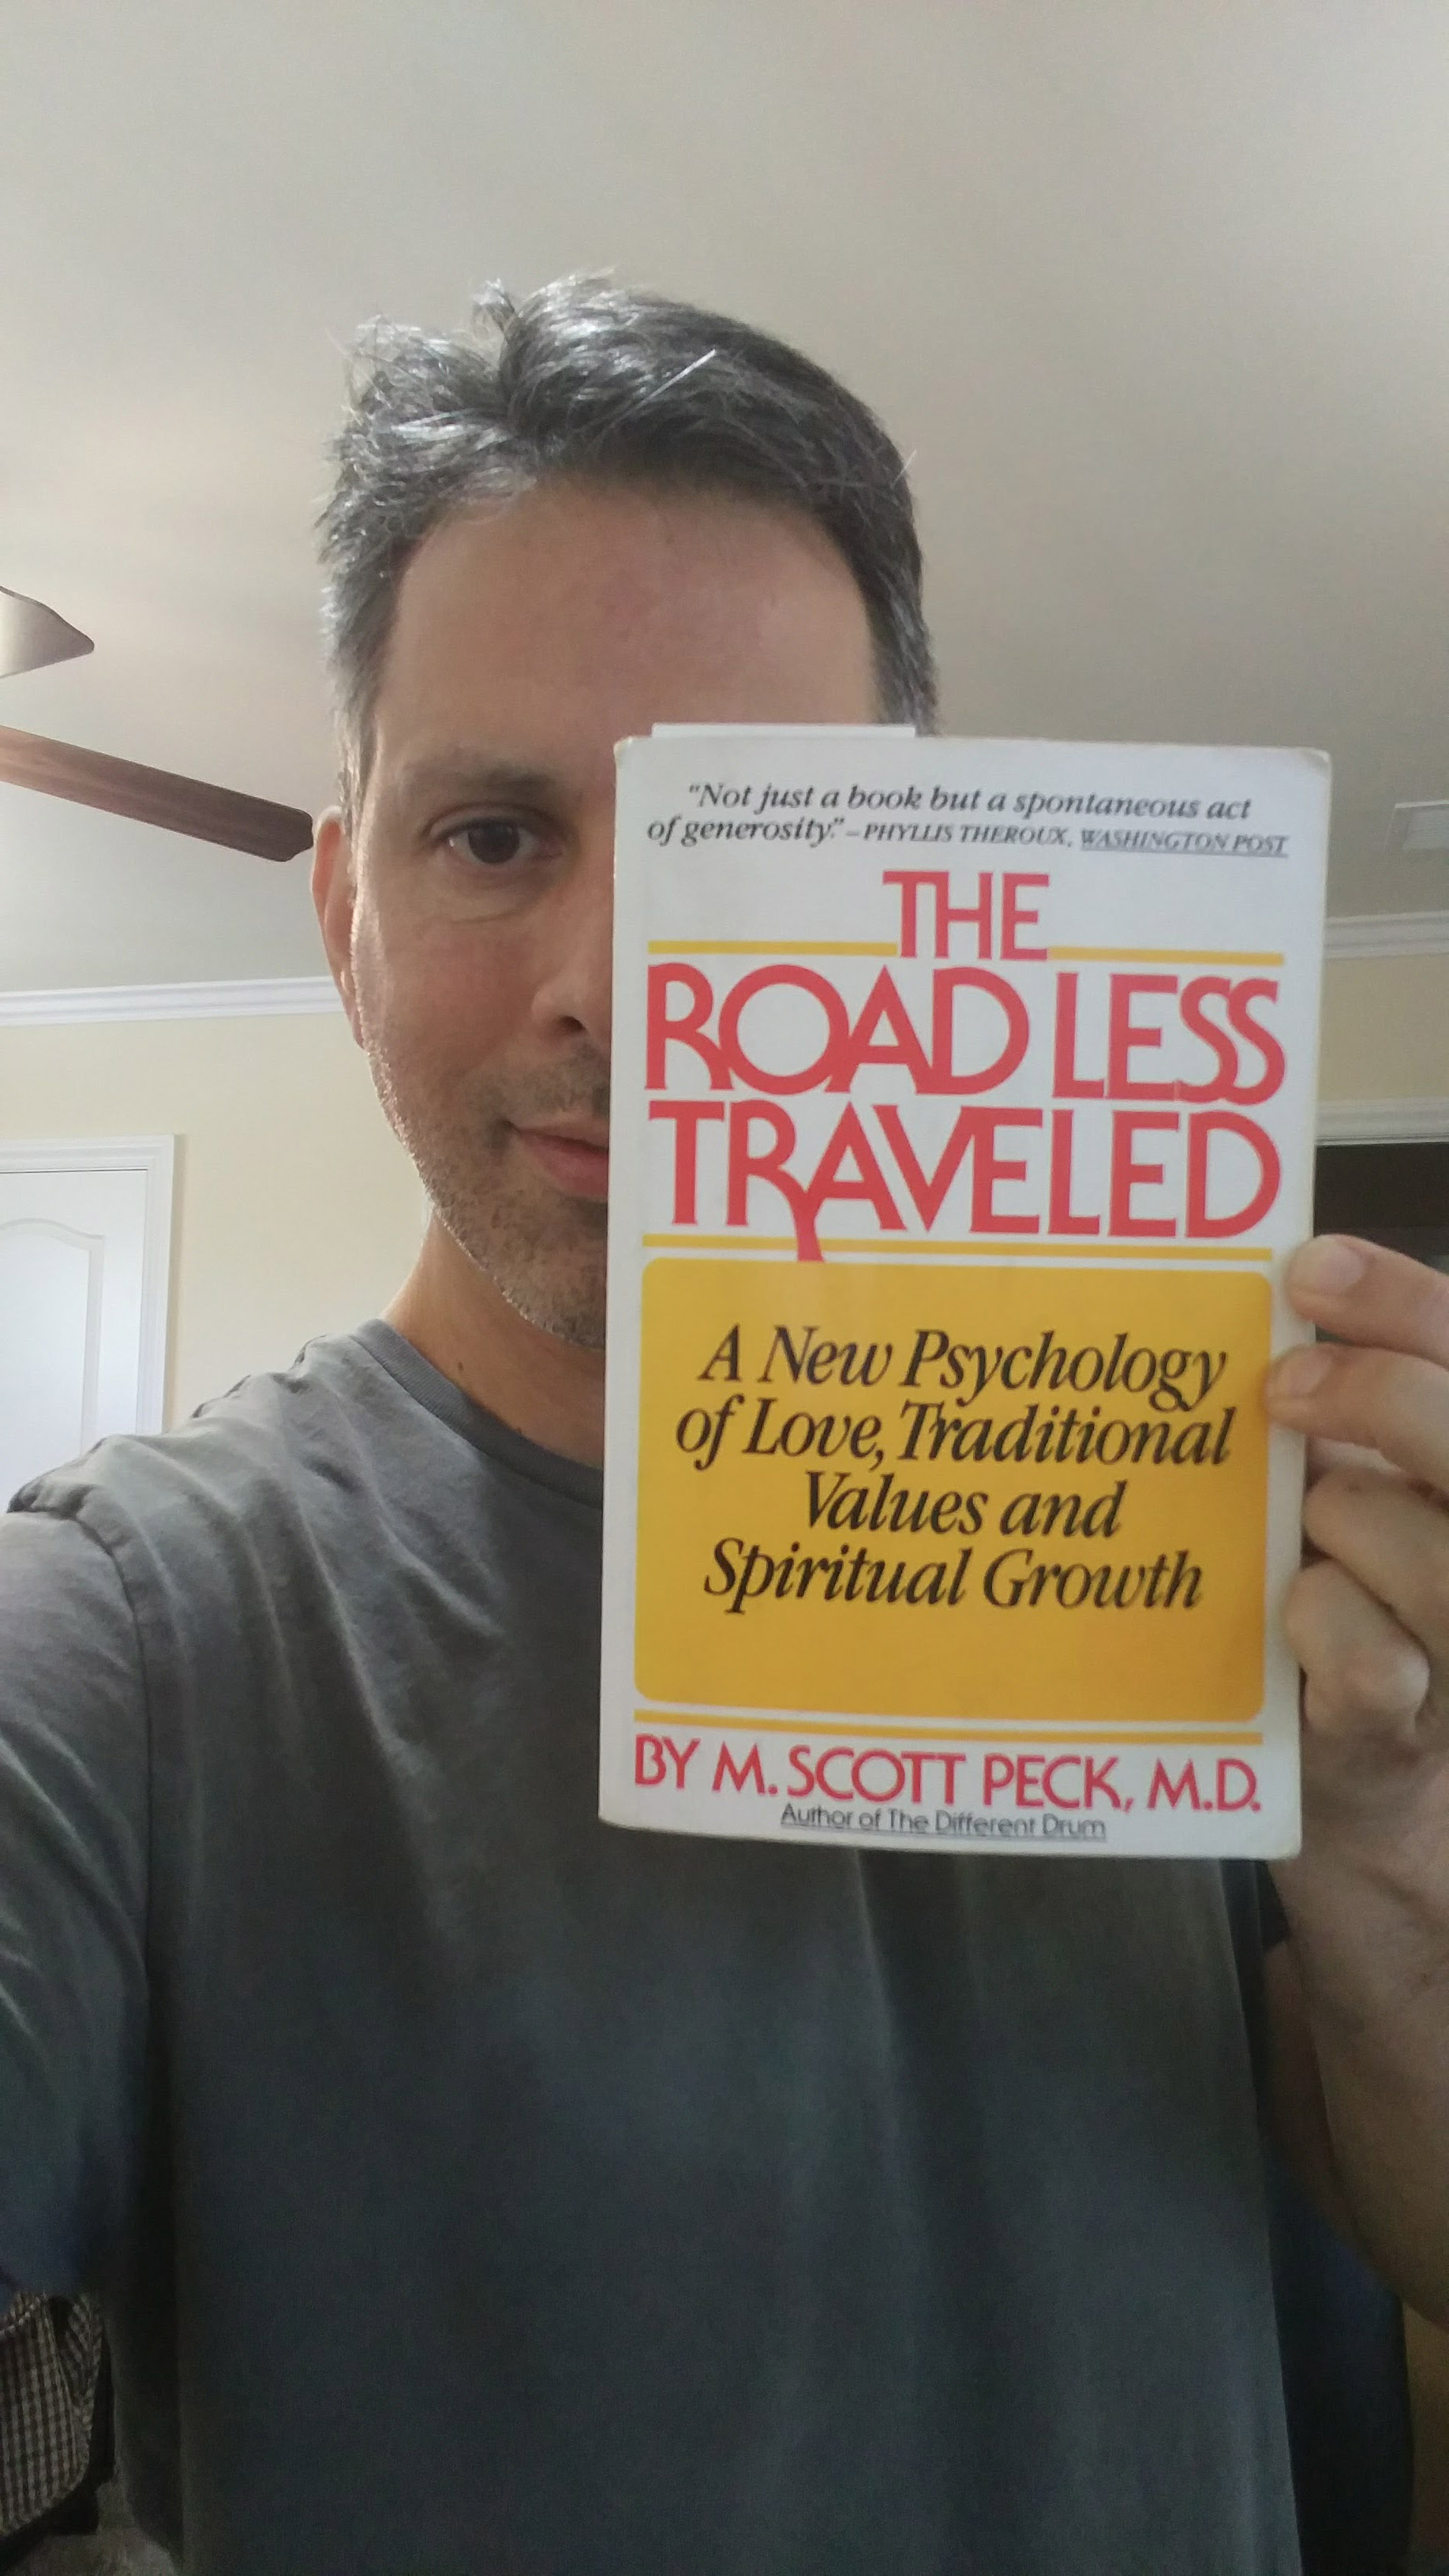 "Not just a book but a spontaneous act
of generosity." – PHYLLIS THEROUX, WASHINGTON POST
THE
ROAD LESS
TRAVELED
A New Psychology
of Love, Traditional
Values and
Spiritual Growth
BY M. SCOTT PECK, M.D.
Author of The Different Drum